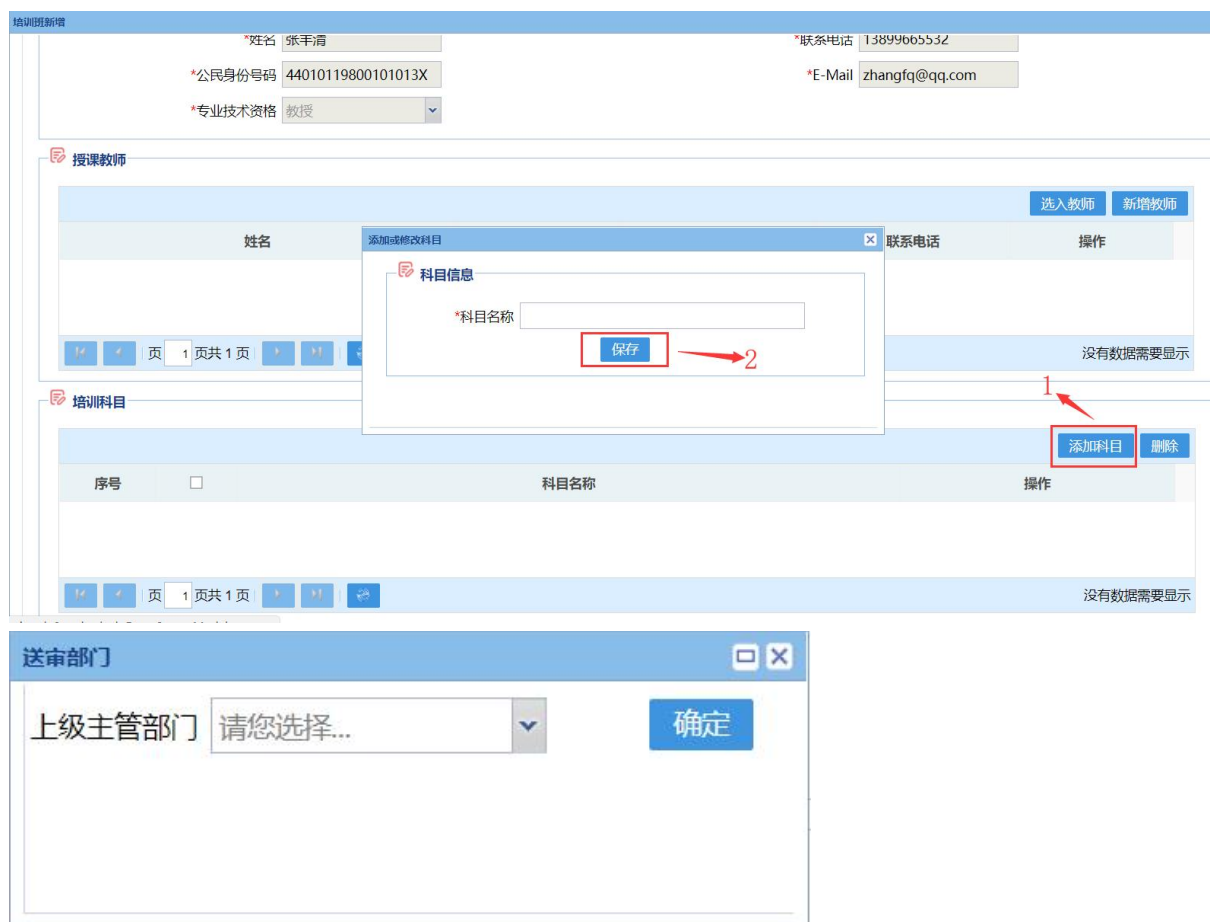 培训班新增
*姓名 张丰清 *联系电话 13899665532
*公民身份号码 44010119800101013X *E-Mail zhangfq@qq.com
*专业技术资格 教授
授课教师
选入教师 新增教师
姓名 添加或修改科目 联系电话 操作
科目信息
*科目名称
保存 2
页 1 页共 1 页 没有数据需要显示
培训科目
1
添加科目 删除
序号 科目名称 操作
页 1 页共 1 页 没有数据需要显示
送审部门
上级主管部门 请您选择... 确定